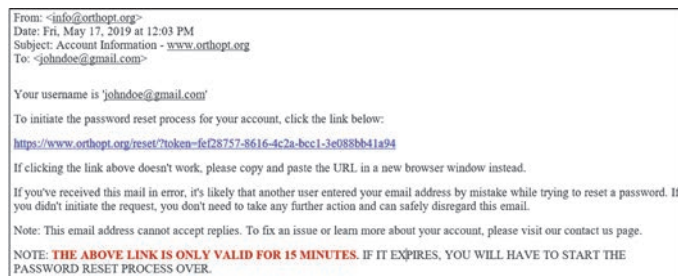 From: <info@orthopt.org>
Date: Fri, May 17, 2019 at 12:03 PM
Subject: Account Information - www.orthopt.org
To: <johndoe@gmail.com>
Your username is 'johndoe@gmail.com'
To initiate the password reset process for your account, click the link below:
https://www.orthopt.org/reset/?token=fef28757-8616-4c2a-bcc1-3e088bb41a94
If clicking the link above doesn't work, please copy and paste the URL in a new browser window instead.
If you've received this mail in error, it's likely that another user entered your email address by mistake while trying to reset a password. If
you didn't initiate the request, you don't need to take any further action and can safely disregard this email.
Note: This email address cannot accept replies. To fix an issue or learn more about your account, please visit our contact us page.
NOTE: THE ABOVE LINK IS ONLY VALID FOR 15 MINUTES. IF IT EXPIRES, YOU WILL HAVE TO START THE
PASSWORD RESET PROCESS OVER.